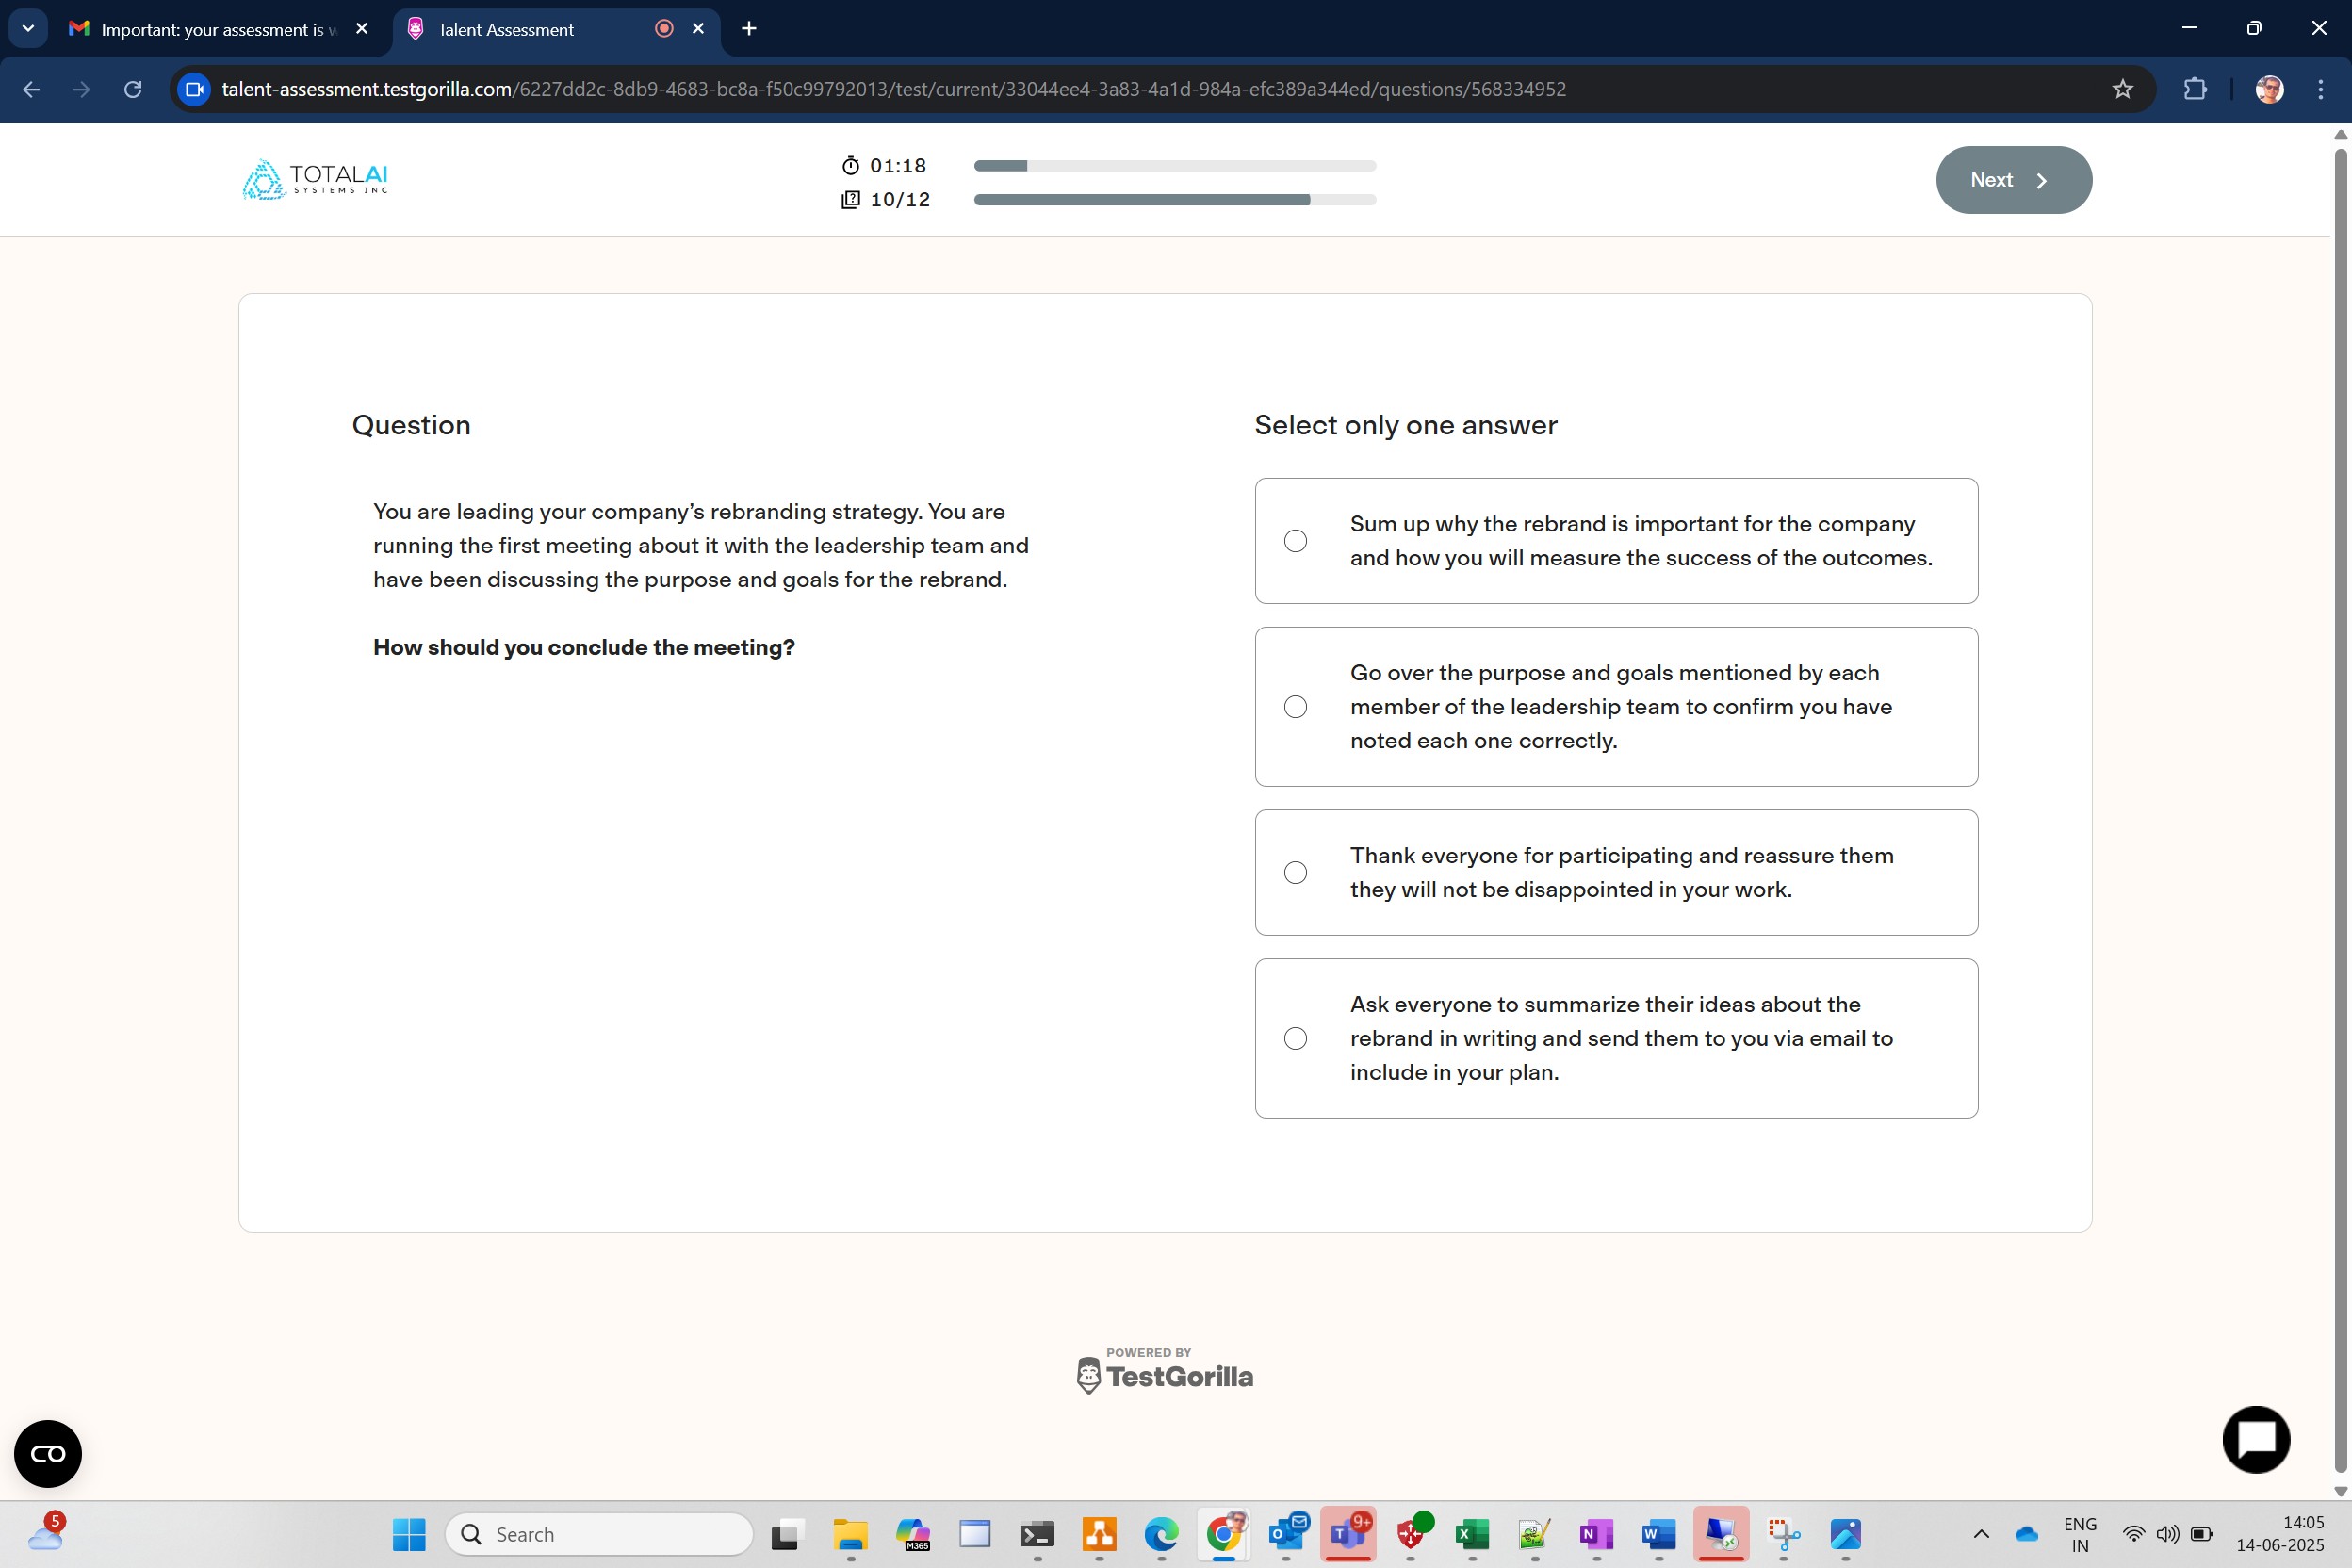 Important: your assessment is w
Talent Assessment
talent-assessment.testgorilla.com/6227dd2c-8db9-4683-bc8a-f50c99792013/test/current/33044ee4-3a83-4a1d-984a-efc389a344ed/questions/568334952
TOTALAI
SYSTEMS INC
01:18
10/12
Next
Question
You are leading your company’s rebranding strategy. You are
running the first meeting about it with the leadership team and
have been discussing the purpose and goals for the rebrand.
How should you conclude the meeting?
Select only one answer
Sum up why the rebrand is important for the company
and how you will measure the success of the outcomes.
Go over the purpose and goals mentioned by each
member of the leadership team to confirm you have
noted each one correctly.
Thank everyone for participating and reassure them
they will not be disappointed in your work.
Ask everyone to summarize their ideas about the
rebrand in writing and send them to you via email to
include in your plan.
POWERED BY
TestGorilla
5
Search
M365
9+
ENG
IN
14:05
14-06-2025